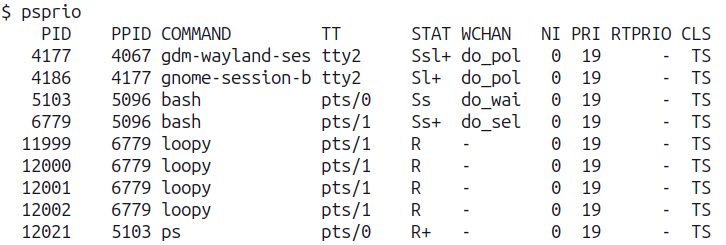 $ psprio
    PID    PPID COMMAND         TT       STAT WCHAN   NI PRI RTPRIO CLS
   4177    4067 gdm-wayland-ses tty2     Ssl+ do_pol   0  19      -  TS
   4186    4177 gnome-session-b tty2     Sl+  do_pol   0  19      -  TS
   5103    5096 bash            pts/0    Ss   do_wai   0  19      -  TS
   6779    5096 bash            pts/1    Ss+  do_sel   0  19      -  TS
  11999    6779 loopy           pts/1    R    -        0  19      -  TS
  12000    6779 loopy           pts/1    R    -        0  19      -  TS
  12001    6779 loopy           pts/1    R    -        0  19      -  TS
  12002    6779 loopy           pts/1    R    -        0  19      -  TS
  12021    5103 ps              pts/0    R+   -        0  19      -  TS